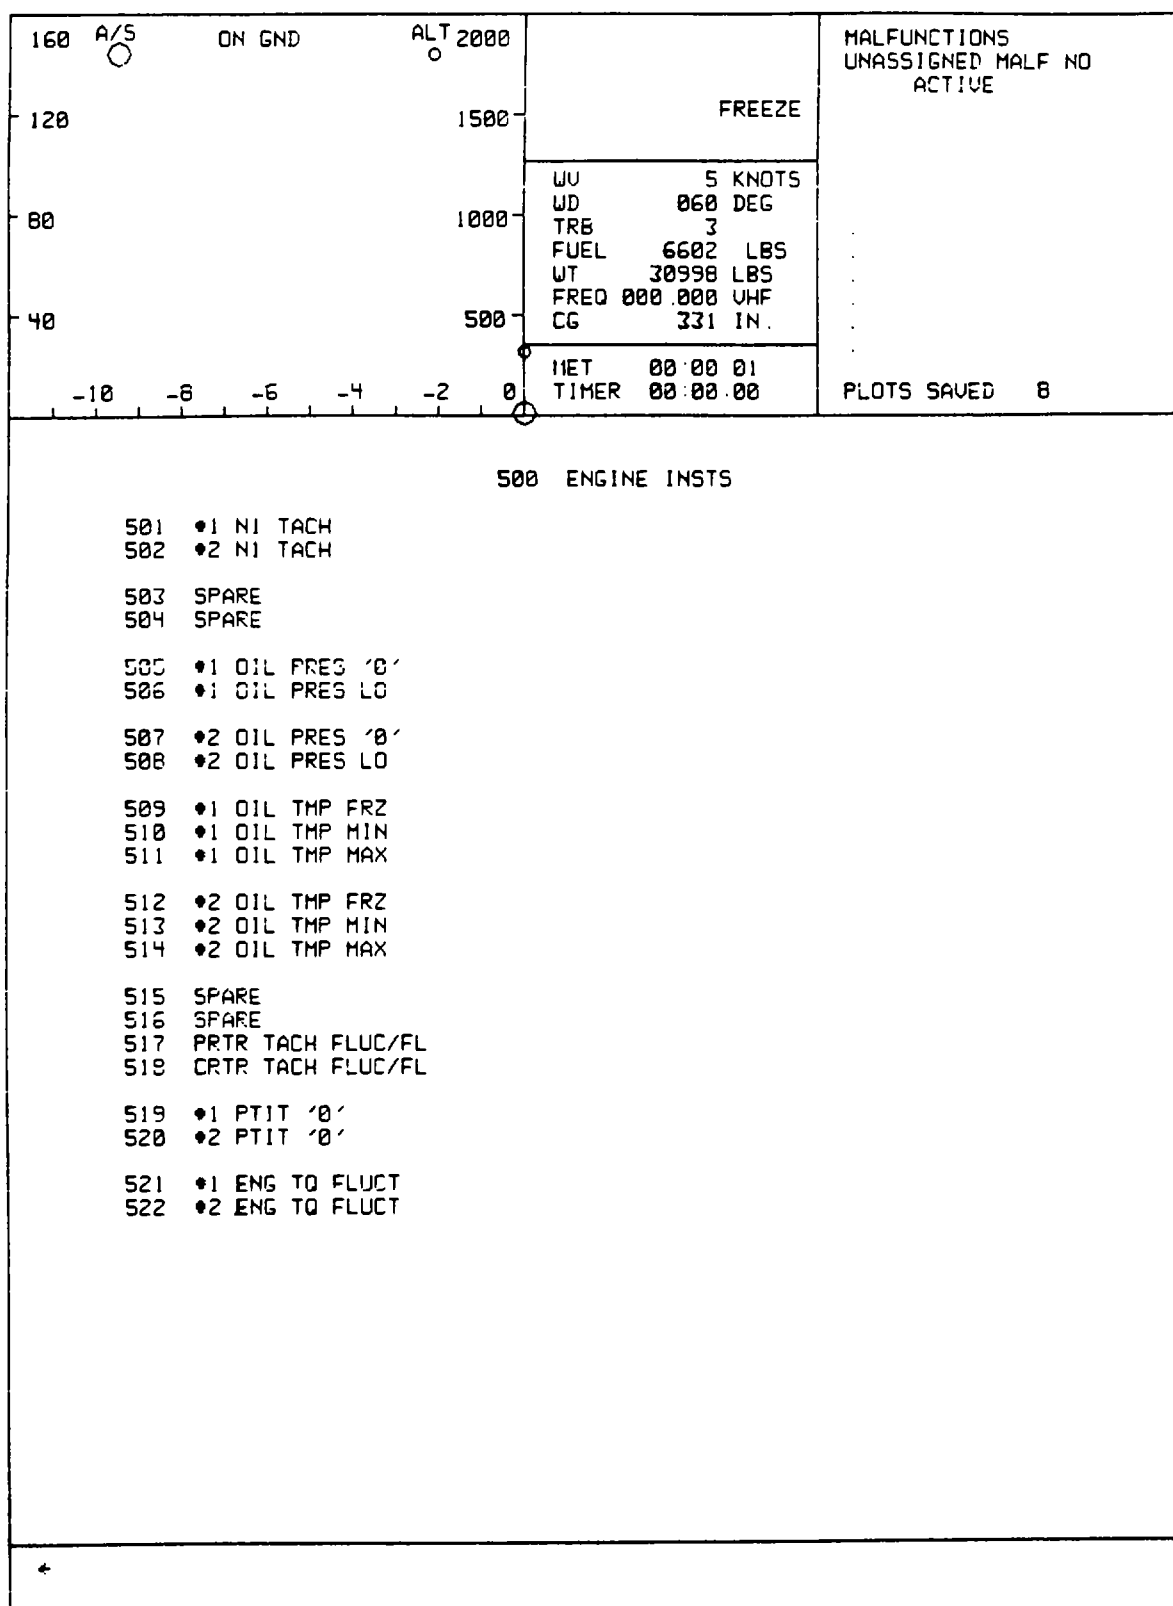 160 A/S ON GND ALT 2000
120 1500
80 1000
40 500
-10 -8 -6 -4 -2 0
FREEZE
WV 5 KNOTS
WD 060 DEG
TRB 3
FUEL 6602 LBS
WT 30998 LBS
FREQ 000.000 VHF
CG 331 IN.
MET 00:00:01
TIMER 00:00:00
MALFUNCTIONS
UNASSIGNED MALF NO
ACTIVE
PLOTS SAVED 8
500 ENGINE INSTS
501 #1 N1 TACH
502 #2 N1 TACH
503 SPARE
504 SPARE
505 #1 OIL PRES '0'
506 #1 OIL PRES LO
507 #2 OIL PRES '0'
508 #2 OIL PRES LO
509 #1 OIL TMP FRZ
510 #1 OIL TMP MIN
511 #1 OIL TMP MAX
512 #2 OIL TMP FRZ
513 #2 OIL TMP MIN
514 #2 OIL TMP MAX
515 SPARE
516 SPARE
517 PRTR TACH FLUC/FL
518 CRTR TACH FLUC/FL
519 #1 PTIT '0'
520 #2 PTIT '0'
521 #1 ENG TQ FLUCT
522 #2 ENG TQ FLUCT